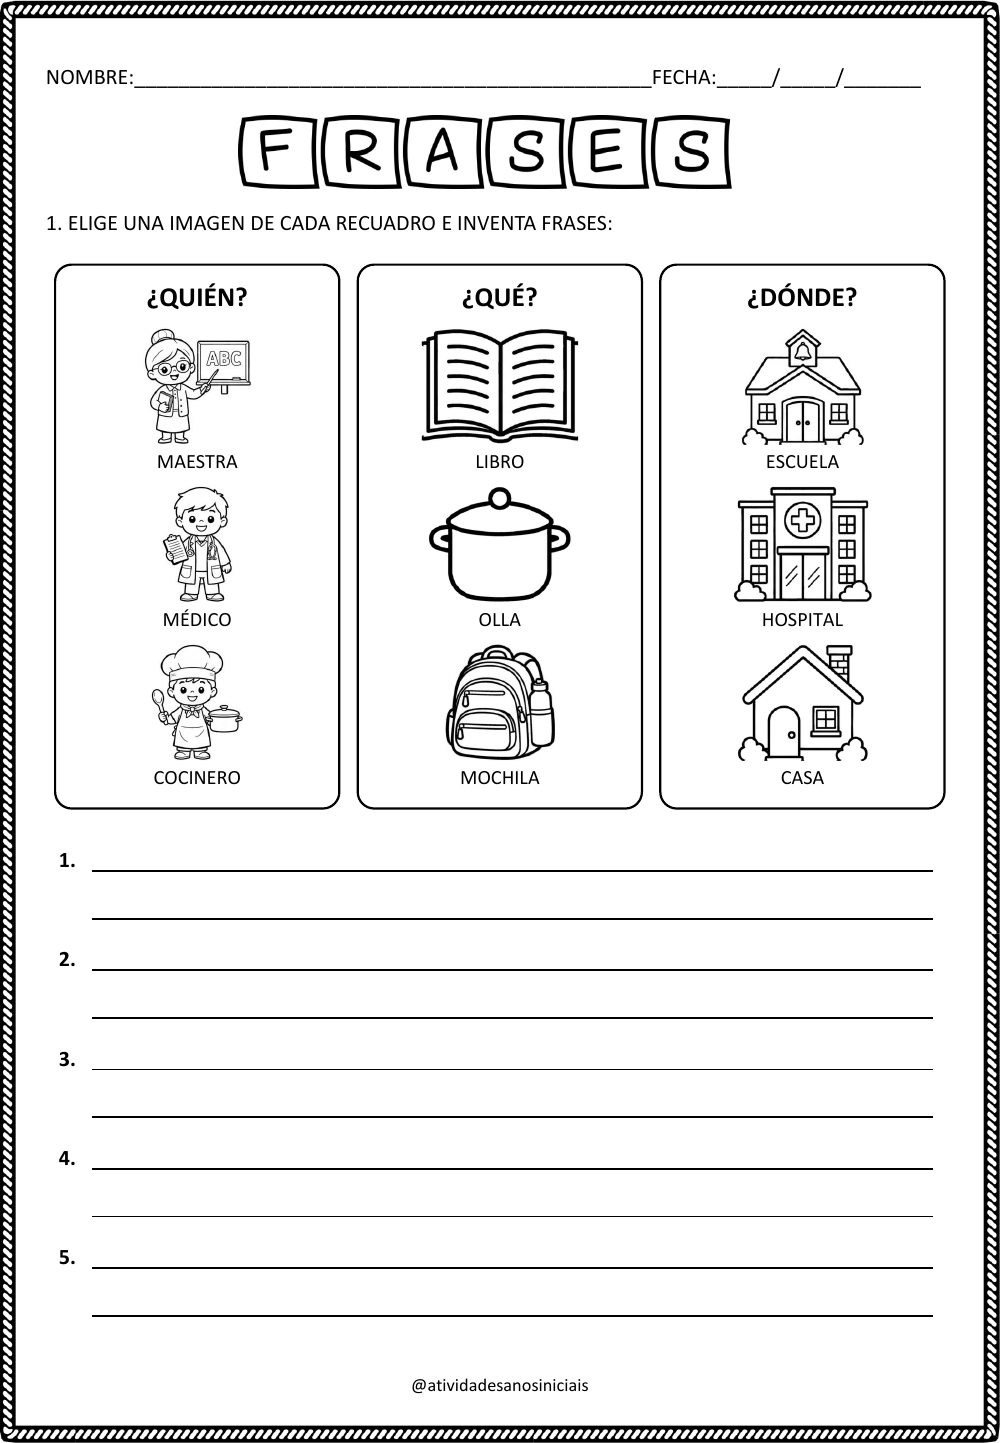 NOMBRE:_______________________________________________FECHA:_____/_____/_______
FRASES
1. ELIGE UNA IMAGEN DE CADA RECUADRO E INVENTA FRASES:
¿QUIÉN?
ABC
MAESTRA
MÉDICO
COCINERO
¿QUÉ?
LIBRO
OLLA
MOCHILA
¿DÓNDE?
ESCUELA
HOSPITAL
CASA
1.
2.
3.
4.
5.
@atividadesanosiniciais